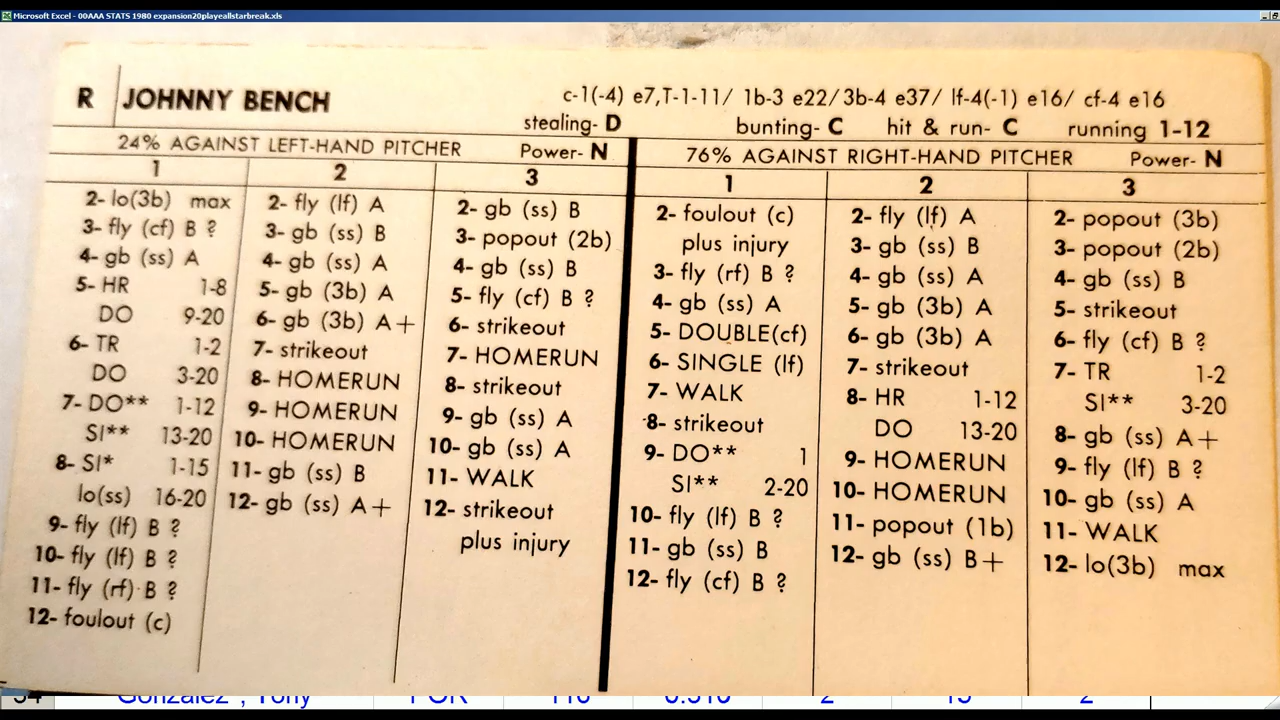 Microsoft Excel - 00AAA STATS 1980 expansion20playeallstarbreak.xls
R JOHNNY BENCH
c-1(-4) e7,T-1-11/ 1b-3 e22/3b-4 e37/ lf-4(-1) e16/ cf-4 e16
stealing- D bunting- C hit & run- C running 1-12
24% AGAINST LEFT-HAND PITCHER Power- N
1
2- lo(3b) max
3- fly (cf) B ?
4- gb (ss) A
5- HR 1-8
DO 9-20
6- TR 1-2
DO 3-20
7- DO** 1-12
SI** 13-20
8- SI* 1-15
lo(ss) 16-20
9- fly (lf) B ?
10- fly (lf) B ?
11- fly (rf) B ?
12- foulout (c)
2
2- fly (lf) A
3- gb (ss) B
4- gb (ss) A
5- gb (3b) A
6- gb (3b) A+
7- strikeout
8- HOMERUN
9- HOMERUN
10- HOMERUN
11- gb (ss) B
12- gb (ss) A+
3
2- gb (ss) B
3- popout (2b)
4- gb (ss) B
5- fly (cf) B ?
6- strikeout
7- HOMERUN
8- strikeout
9- gb (ss) A
10- gb (ss) A
11- WALK
12- strikeout
plus injury
76% AGAINST RIGHT-HAND PITCHER Power- N
1
2- foulout (c)
plus injury
3- fly (rf) B ?
4- gb (ss) A
5- DOUBLE(cf)
6- SINGLE (lf)
7- WALK
8- strikeout
9- DO** 1
SI** 2-20
10- fly (lf) B ?
11- gb (ss) B
12- fly (cf) B ?
2
2- fly (lf) A
3- gb (ss) B
4- gb (ss) A
5- gb (3b) A
6- gb (3b) A
7- strikeout
8- HR 1-12
DO 13-20
9- HOMERUN
10- HOMERUN
11- popout (1b)
12- gb (ss) B+
3
2- popout (3b)
3- popout (2b)
4- gb (ss) B
5- strikeout
6- fly (cf) B ?
7- TR 1-2
SI** 3-20
8- gb (ss) A+
9- fly (lf) B ?
10- gb (ss) A
11- WALK
12- lo(3b) max
Gonzalez , Tony